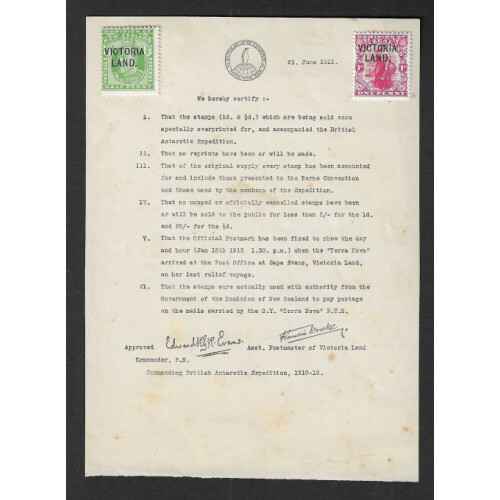 VICTORIA
LAND.
HALF PENNY
VICTORIA
LAND.
ONE PENNY
21, June 1913.
We hereby certify :-
I. That the stamps (1d. & ½d.) which are being sold were
specially overprinted for, and accompanied the British
Antarctic Expedition.
II. That no reprints have been or will be made.
III. That of the original supply every stamp has been accounted
for and include those presented to the Berne Convention
and those used by the members of the Expedition.
IV. That no unused or officially cancelled stamps have been
or will be sold to the public for less than 5/- for the 1d.
and 25/- for the ½d.
V. That the Official Postmark has been fixed to show the day
and hour (Jan 18th 1913 1.30. p.m.) when the "Terra Nova"
arrived at the Post Office at Cape Evans, Victoria Land,
on her last relief voyage.
VI. That the stamps were actually used with authority from the
Government of the Dominion of New Zealand to pay postage
on the mails carried by the S.Y. "Terra Nova" R.Y.S.
Edward R G R Evans. Francis Drake
Approved Asst. Postmaster of Victoria Land
Commander, R.N.
Commanding British Antarctic Expedition, 1910-13.